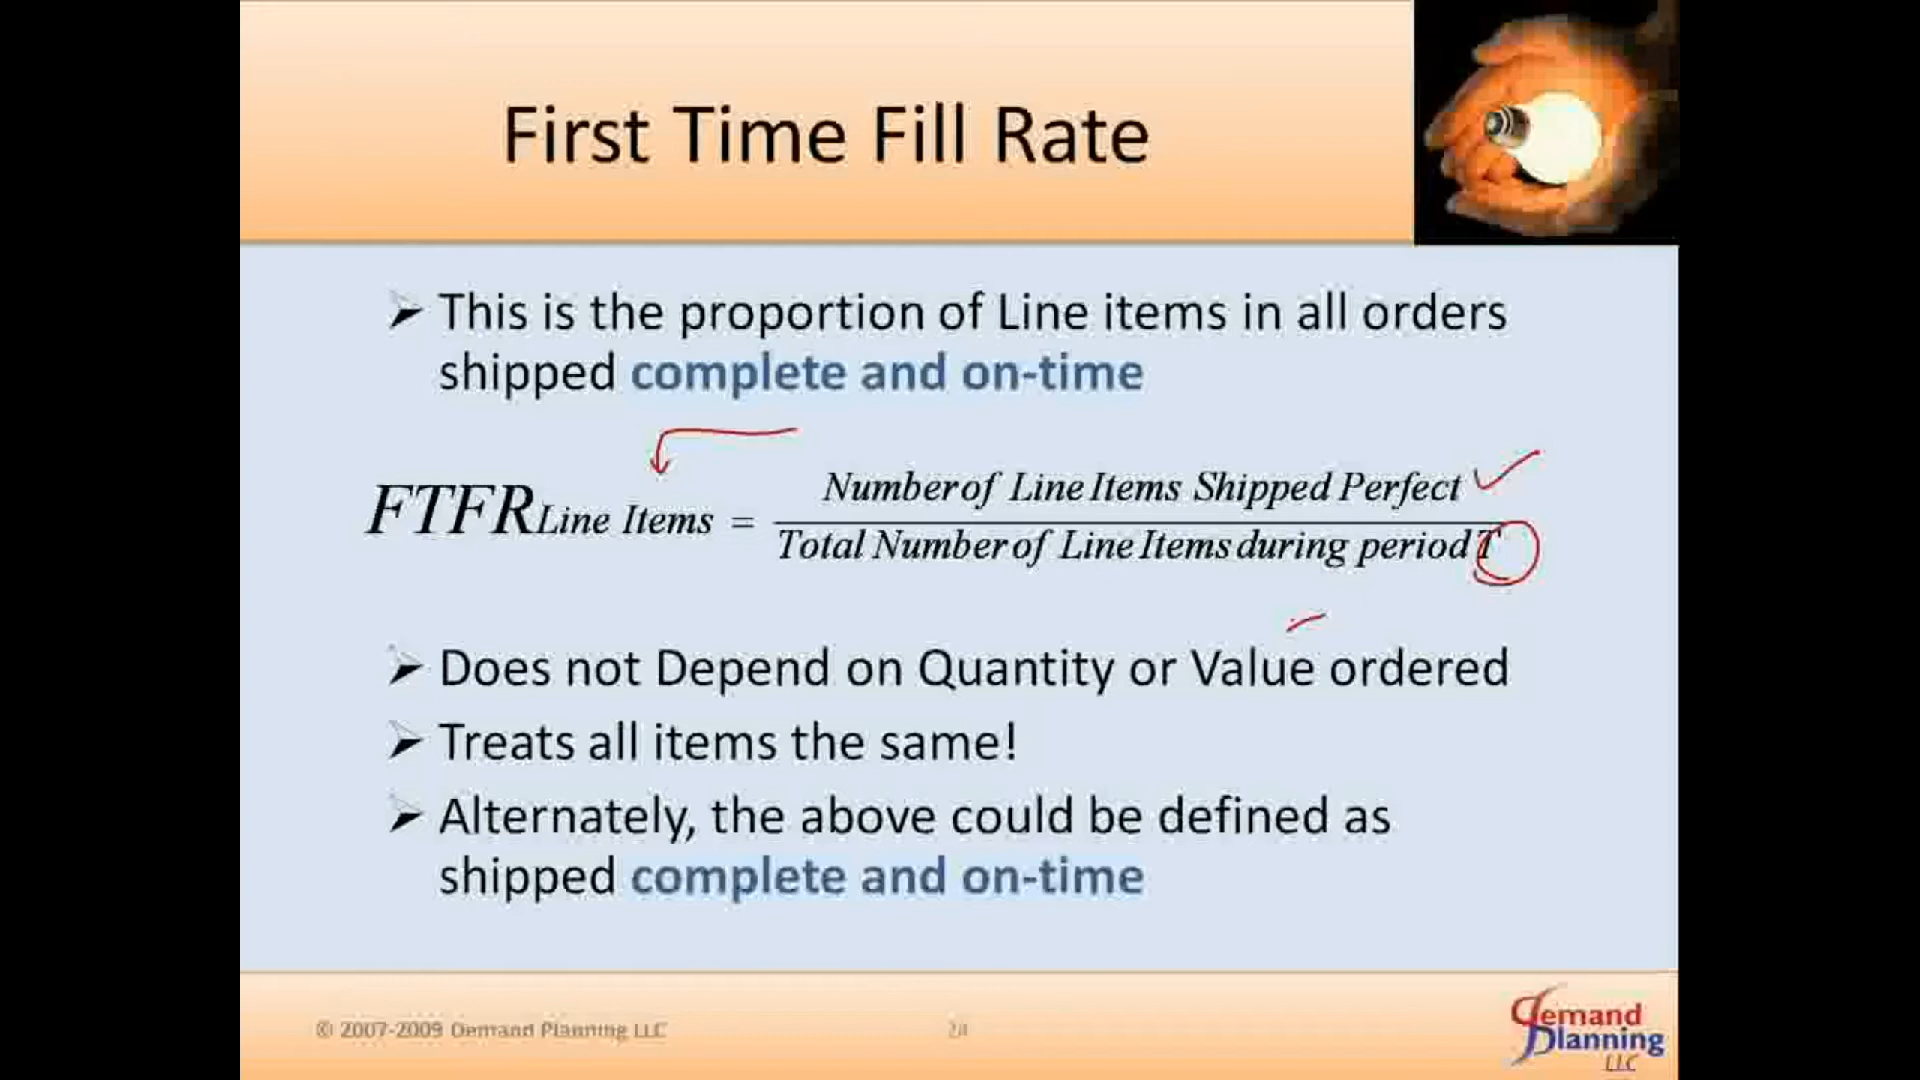 First Time Fill Rate
This is the proportion of Line items in all orders
shipped complete and on-time
FTFR Line Items = Number of Line Items Shipped Perfect
Total Number of Line Items during period T
Does not Depend on Quantity or Value ordered
Treats all items the same!
Alternately, the above could be defined as
shipped complete and on-time
© 2007-2009 Demand Planning LLC
Demand
Planning
LLC